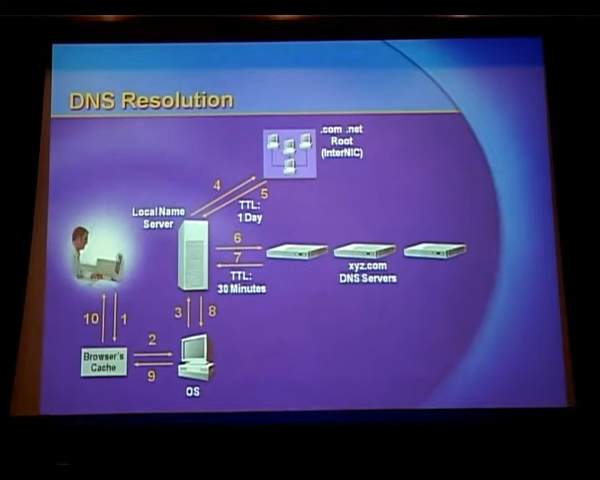 DNS Resolution
.com .net
Root
(InterNIC)
4
5
TTL:
1 Day
Local Name
Server
6
7
TTL:
30 Minutes
xyz.com
DNS Servers
3
8
10
1
2
9
Browser's
Cache
OS